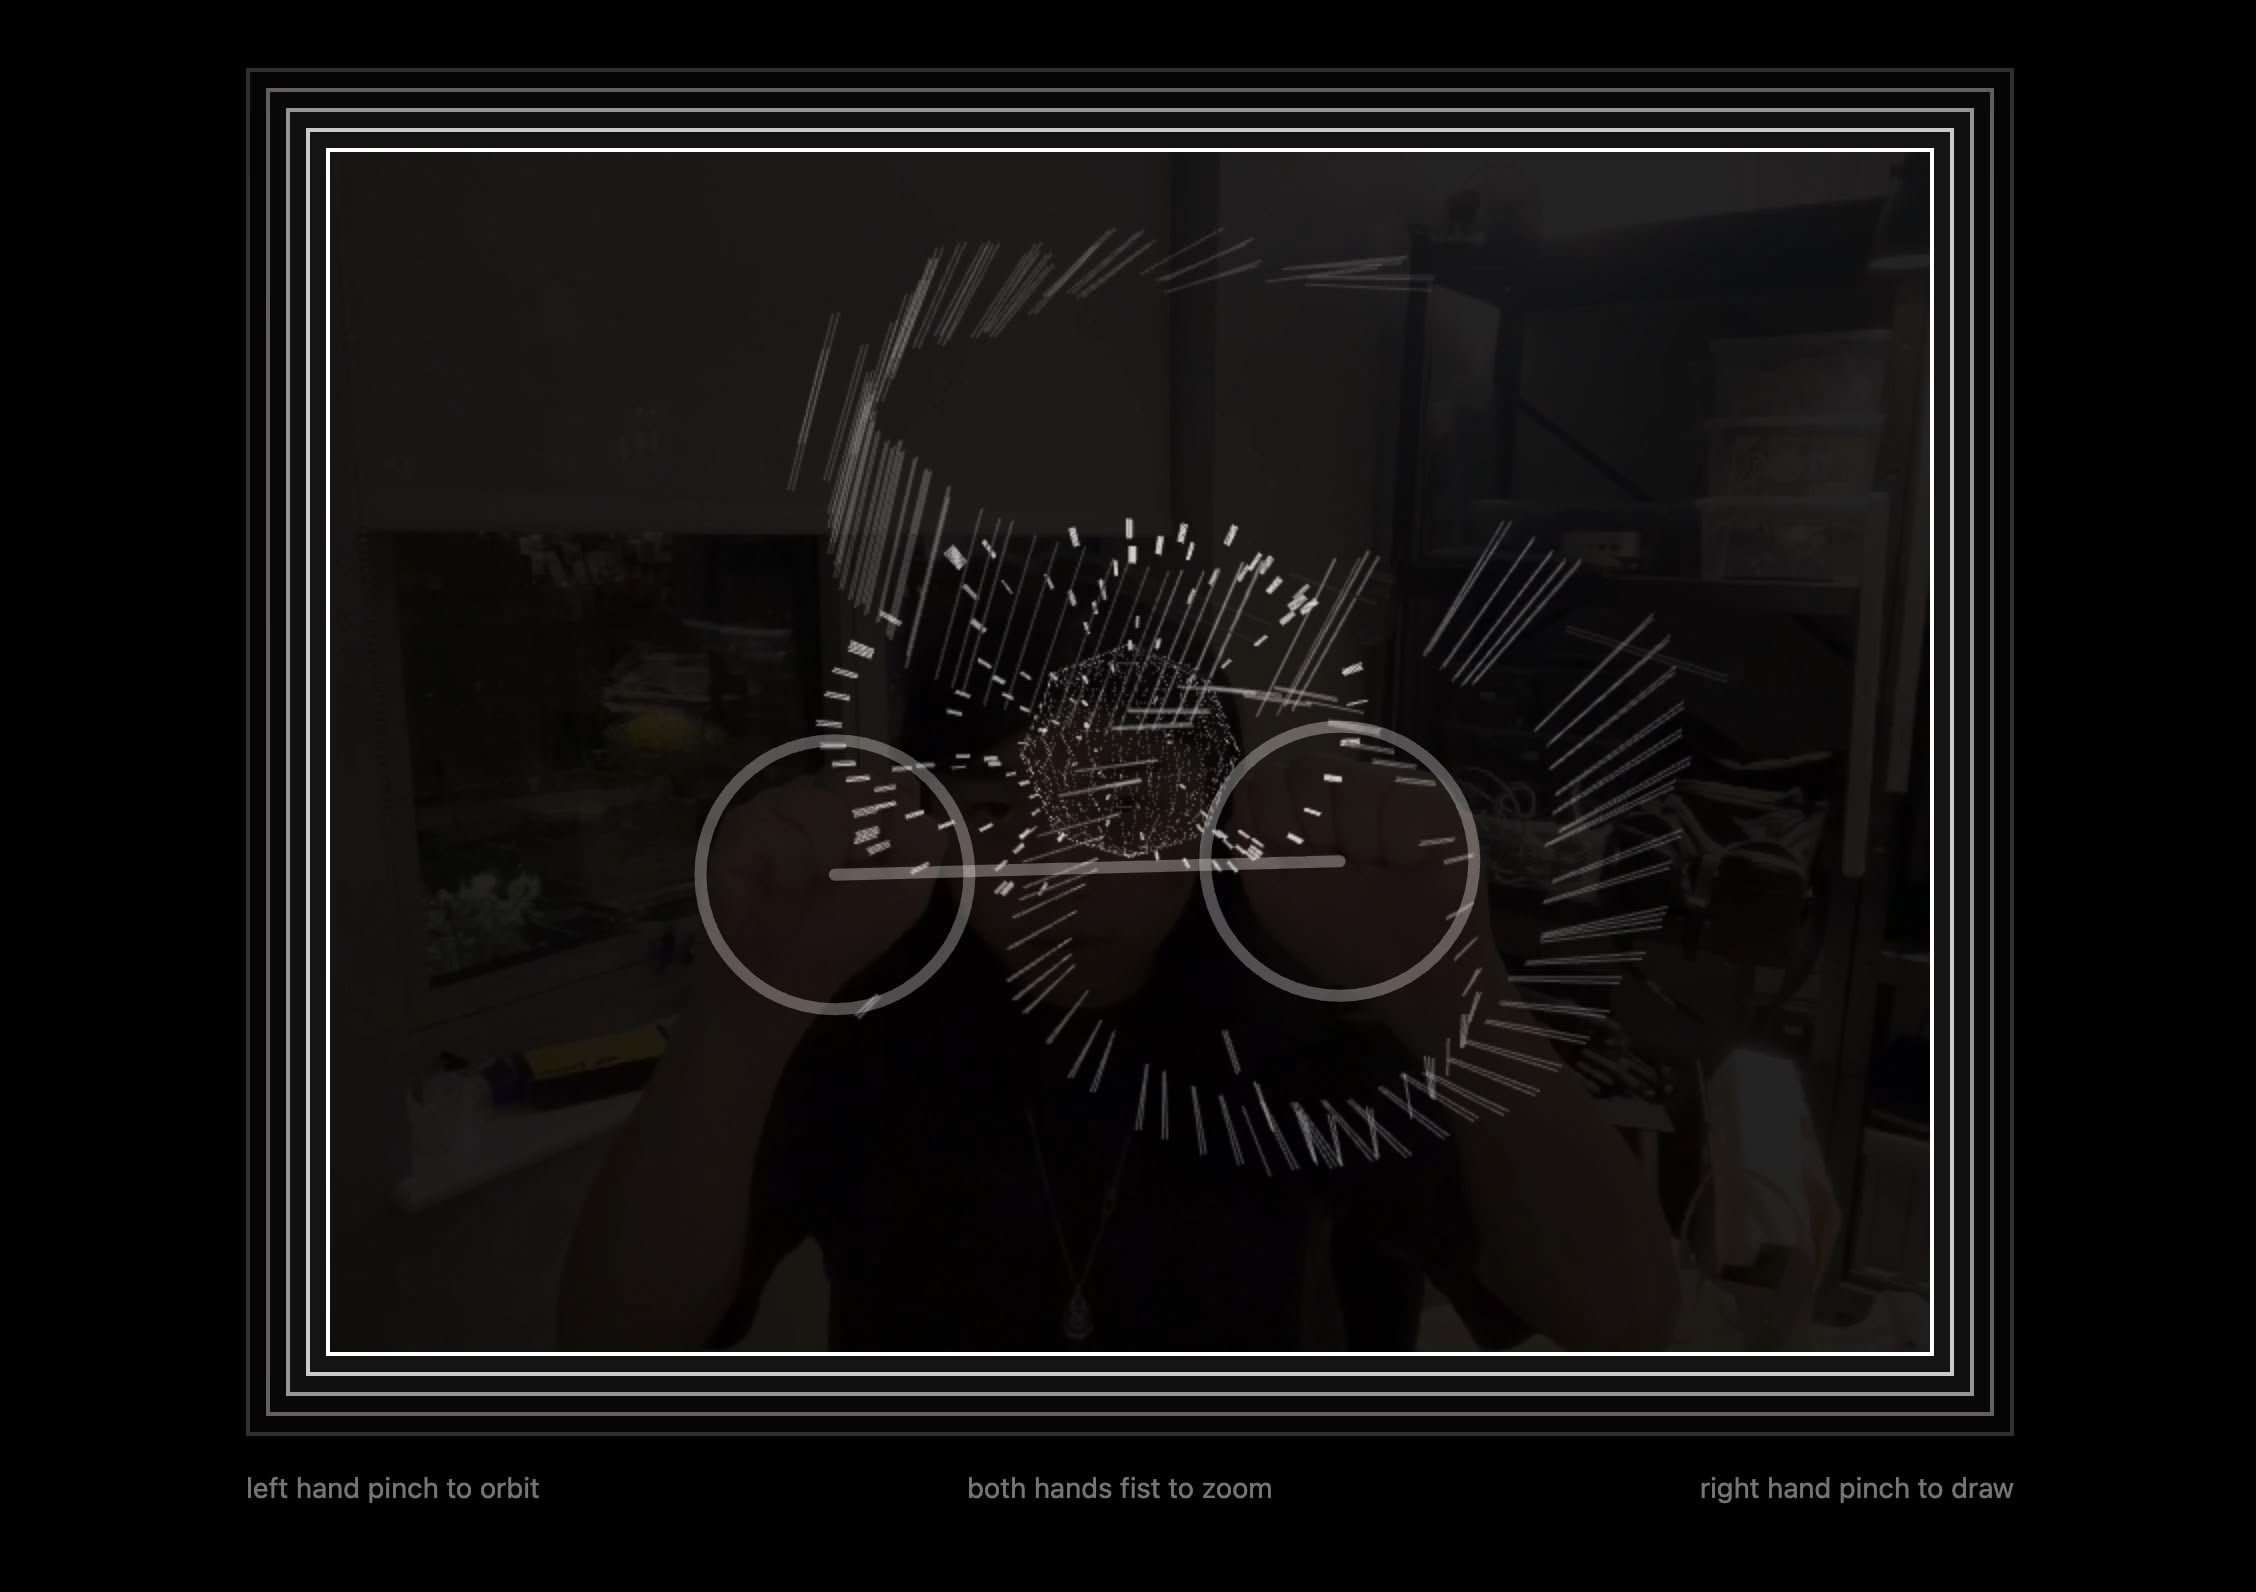 left hand pinch to orbit
both hands fist to zoom
right hand pinch to draw